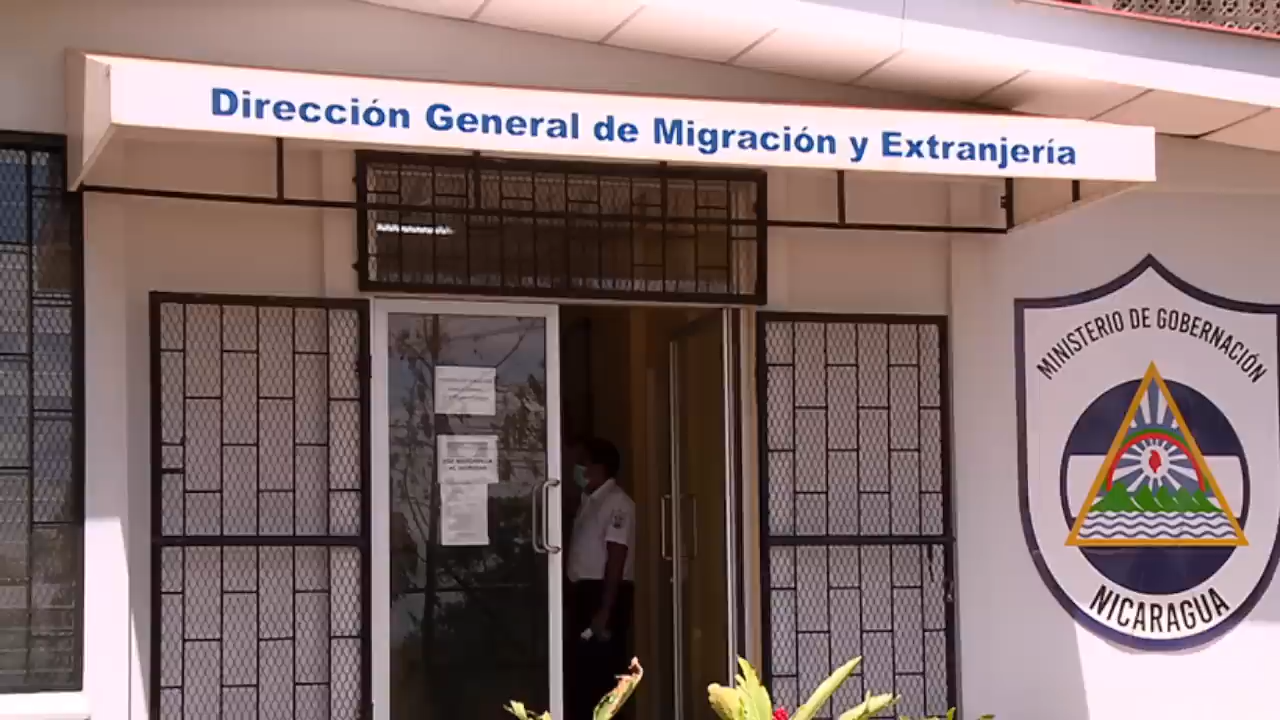 Dirección General de Migración y Extranjería
MINISTERIO DE GOBERNACIÓN
NICARAGUA